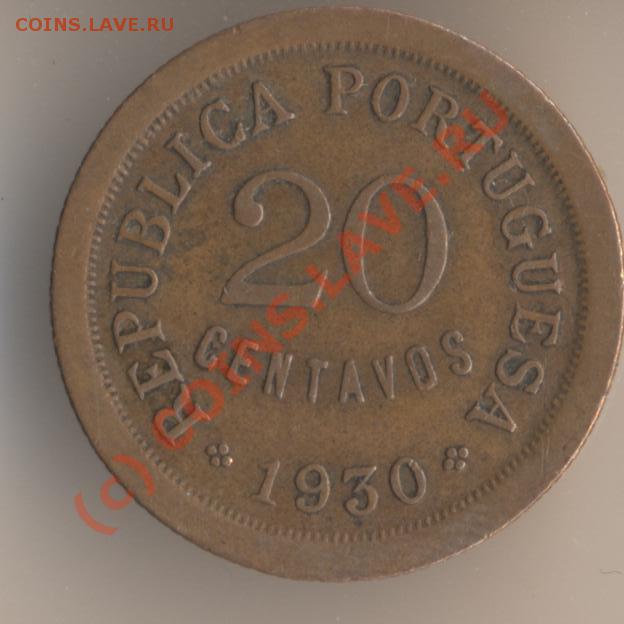 COINS.LAVE.RU
REPUBLICA PORTUGUESA
20
CENTAVOS
1930
(c) COINS.LAVE.RU